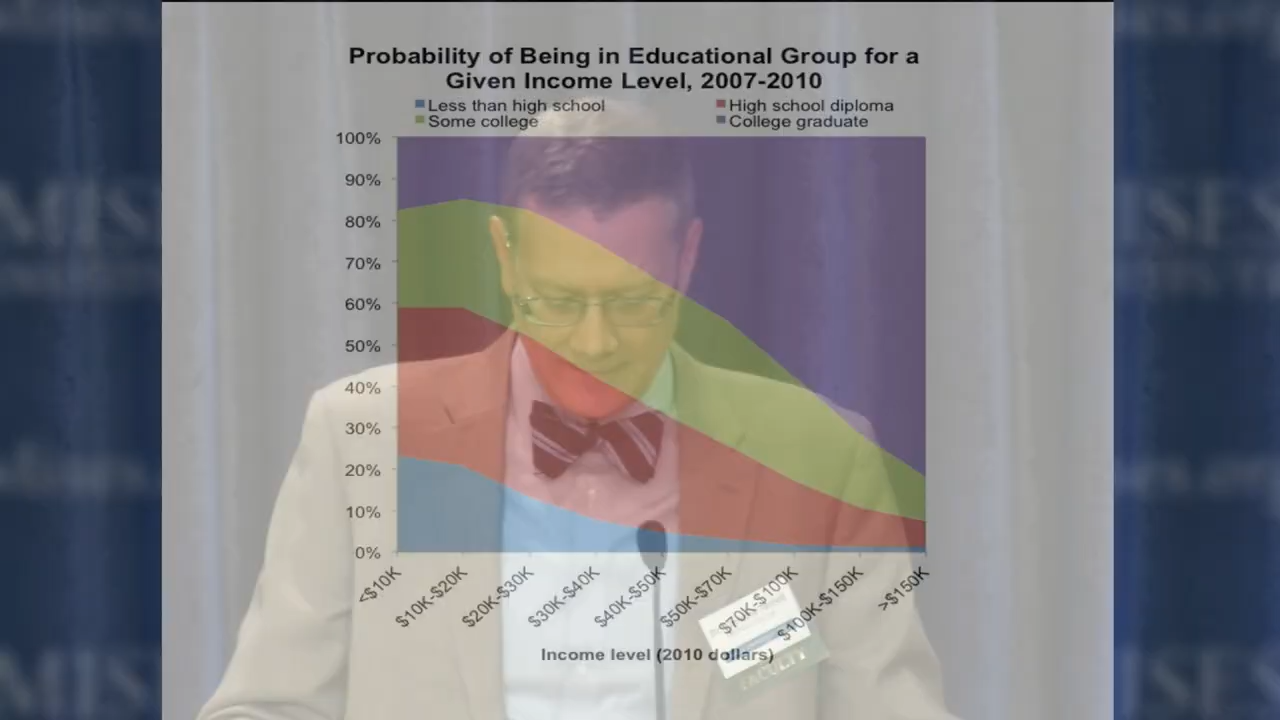 Probability of Being in Educational Group for a
Given Income Level, 2007-2010
Less than high school
High school diploma
Some college
College graduate
100%
90%
80%
70%
60%
50%
40%
30%
20%
10%
0%
<$10K
$10K-$20K
$20K-$30K
$30K-$40K
$40K-$50K
$50K-$70K
$70K-$100K
$100K-$150K
>$150K
Income level (2010 dollars)
FACULTY